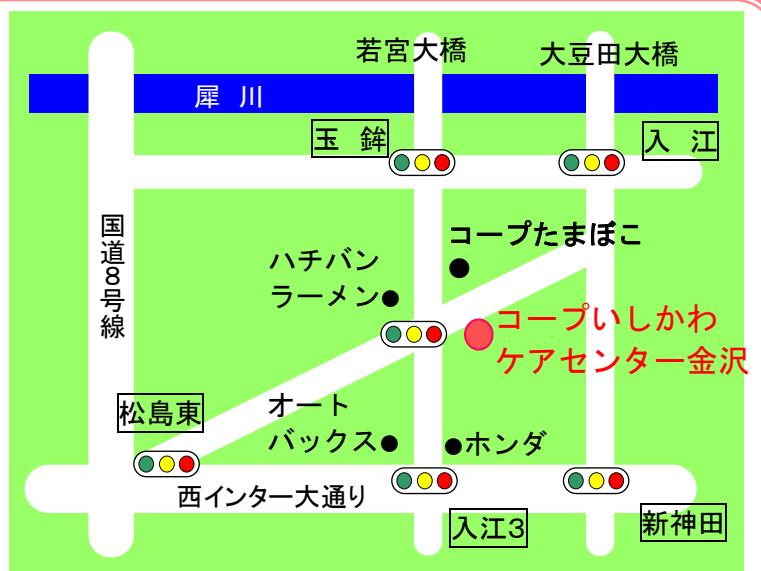 若宮大橋
大豆田大橋
犀 川
玉 鉾
入 江
国道8号線
コープたまぼこ
ハチバン
ラーメン
コープいしかわ
ケアセンター金沢
松島東
オート
バックス
ホンダ
西インター大通り
入江3
新神田